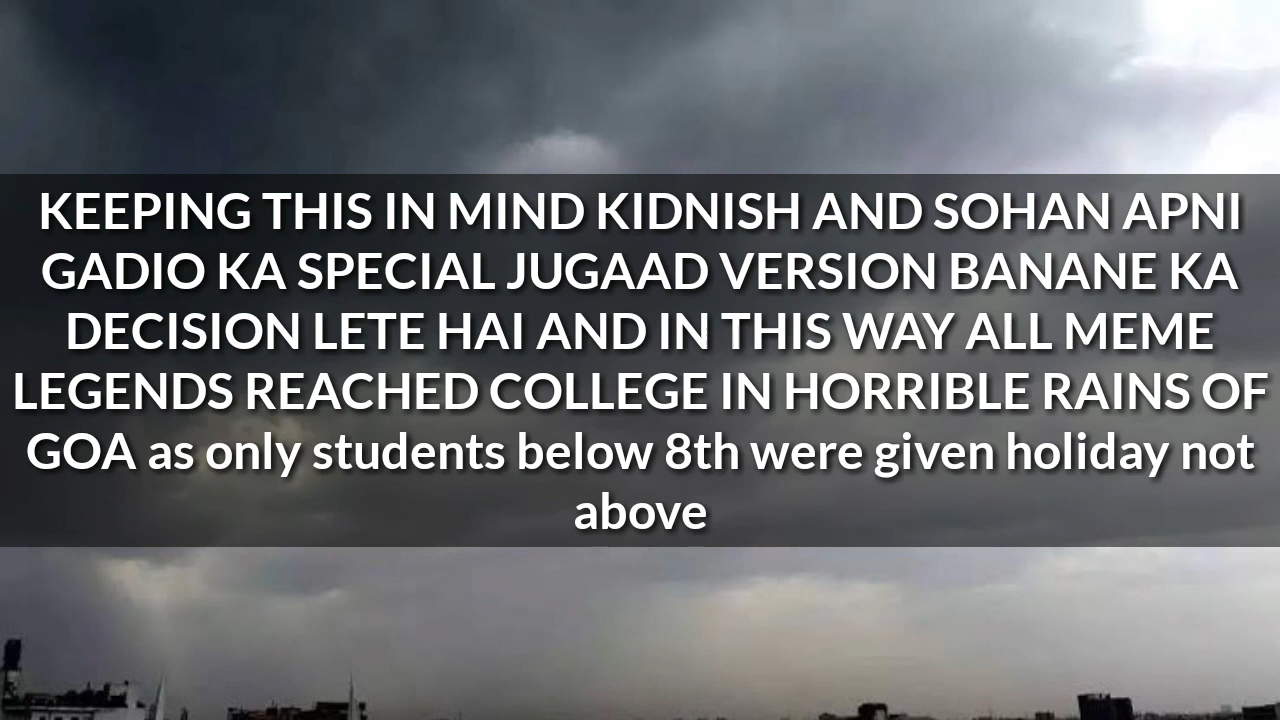 KEEPING THIS IN MIND KIDNISH AND SOHAN APNI
GADIO KA SPECIAL JUGAAD VERSION BANANE KA
DECISION LETE HAI AND IN THIS WAY ALL MEME
LEGENDS REACHED COLLEGE IN HORRIBLE RAINS OF
GOA as only students below 8th were given holiday not
above